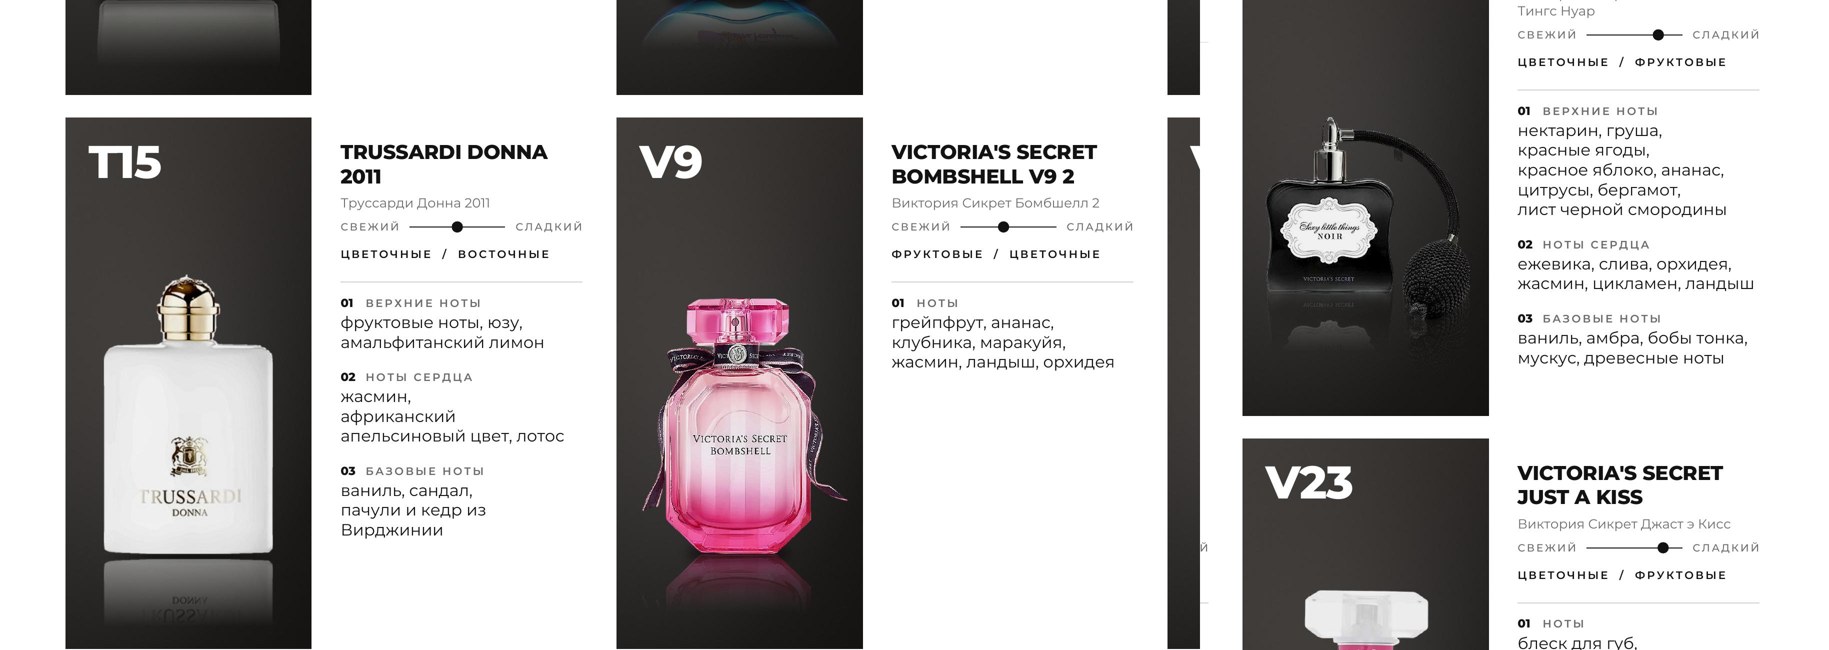 T15
TRUSSARDI DONNA
2011
Труссарди Донна 2011
СВЕЖИЙ СЛАДКИЙ
ЦВЕТОЧНЫЕ / ВОСТОЧНЫЕ
01 ВЕРХНИЕ НОТЫ
фруктовые ноты, юзу,
амальфитанский лимон
02 НОТЫ СЕРДЦА
жасмин,
африканский
апельсиновый цвет, лотос
03 БАЗОВЫЕ НОТЫ
ваниль, сандал,
пачули и кедр из
Вирджинии
TRUSSARDI
DONNA
V9
VICTORIA'S SECRET
BOMBSHELL V9 2
Виктория Сикрет Бомбшелл 2
СВЕЖИЙ СЛАДКИЙ
ФРУКТОВЫЕ / ЦВЕТОЧНЫЕ
01 НОТЫ
грейпфрут, ананас,
клубника, маракуйя,
жасмин, ландыш, орхидея
VICTORIA'S SECRET
BOMBSHELL
й
Тингс Нуар
СВЕЖИЙ СЛАДКИЙ
ЦВЕТОЧНЫЕ / ФРУКТОВЫЕ
01 ВЕРХНИЕ НОТЫ
нектарин, груша,
красные ягоды,
красное яблоко, ананас,
цитрусы, бергамот,
лист черной смородины
02 НОТЫ СЕРДЦА
ежевика, слива, орхидея,
жасмин, цикламен, ландыш
03 БАЗОВЫЕ НОТЫ
ваниль, амбра, бобы тонка,
мускус, древесные ноты
Sexy little things
NOIR
VICTORIA'S SECRET
V23
VICTORIA'S SECRET
JUST A KISS
Виктория Сикрет Джаст э Кисс
СВЕЖИЙ СЛАДКИЙ
ЦВЕТОЧНЫЕ / ФРУКТОВЫЕ
01 НОТЫ
блеск для губ,